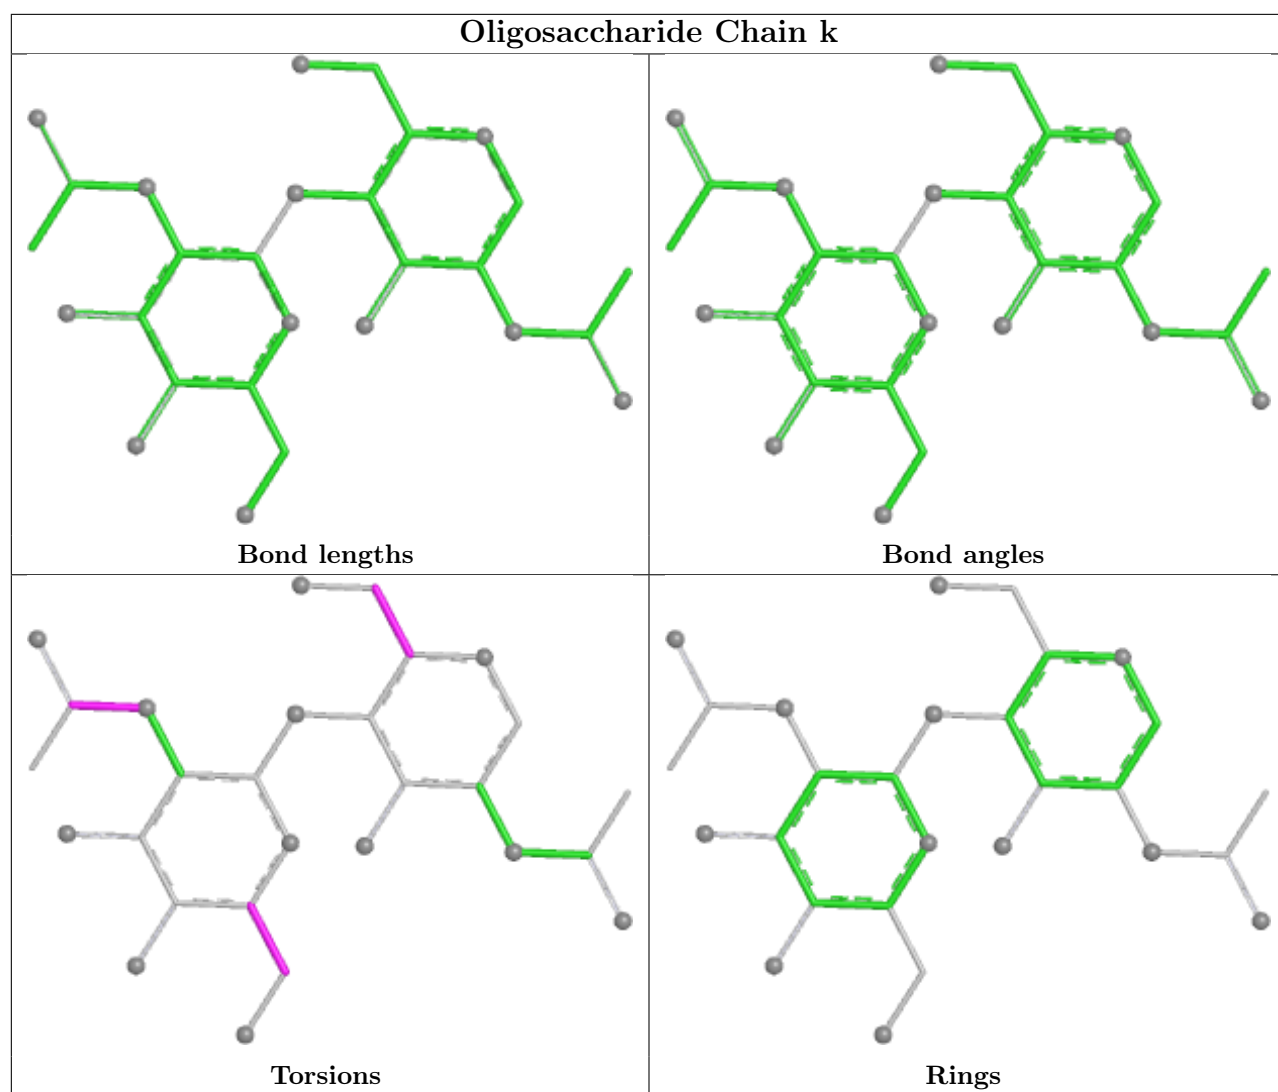 Oligosaccharide Chain k
Bond lengths
Bond angles
Torsions
Rings